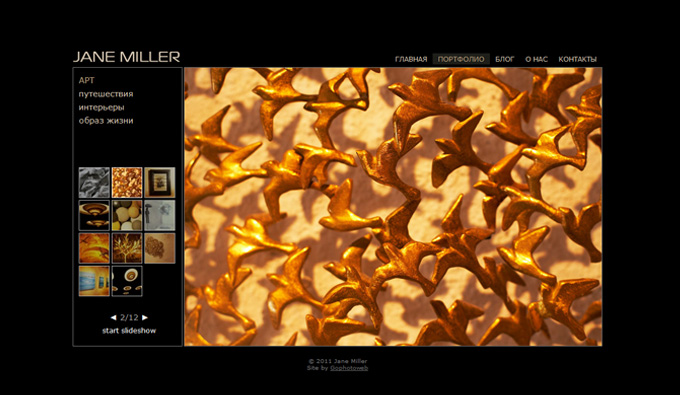 JANE MILLER
ГЛАВНАЯ ПОРТФОЛИО БЛОГ О НАС КОНТАКТЫ
АРТ
путешествия
интерьеры
образ жизни
◄ 2/12 ►
start slideshow
© 2011 Jane Miller
Site by Gophotoweb